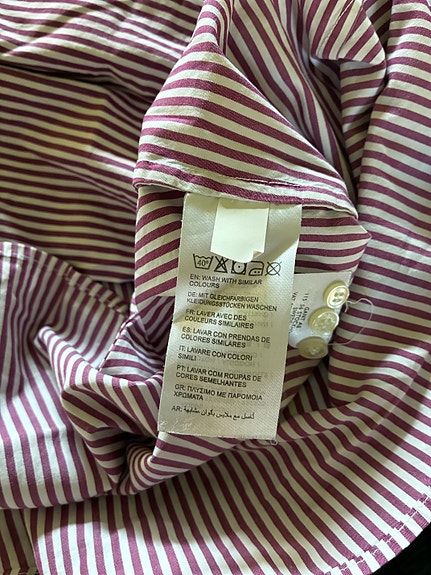 40°
EN: WASH WITH SIMILAR
COLOURS
DE: MIT GLEICHFARBIGEN
KLEIDUNGSSTÜCKEN WASCHEN
FR: LAVER AVEC DES
COULEURS SIMILAIRES
ES: LAVAR CON PRENDAS DE
COLORES SIMILARES
IT: LAVARE CON COLORI
SIMILI
PT: LAVAR COM ROUPAS DE
CORES SEMELHANTES
GR: ΠΛΥΣΙΜΟ ΜΕ ΠΑΡΟΜΟΙΑ
ΧΡΩΜΑΤΑ
AR: تغسل مع ملابس بألوان مشابهة